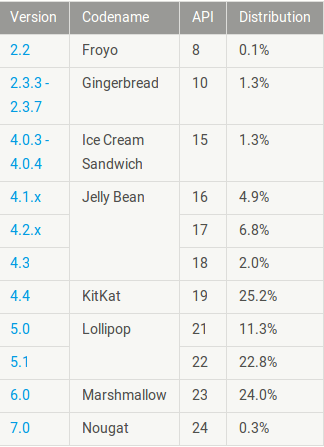 Version Codename API Distribution
2.2 Froyo 8 0.1%
2.3.3 - Gingerbread 10 1.3%
2.3.7
4.0.3 - Ice Cream 15 1.3%
4.0.4 Sandwich
4.1.x Jelly Bean 16 4.9%
4.2.x 17 6.8%
4.3 18 2.0%
4.4 KitKat 19 25.2%
5.0 Lollipop 21 11.3%
5.1 22 22.8%
6.0 Marshmallow 23 24.0%
7.0 Nougat 24 0.3%